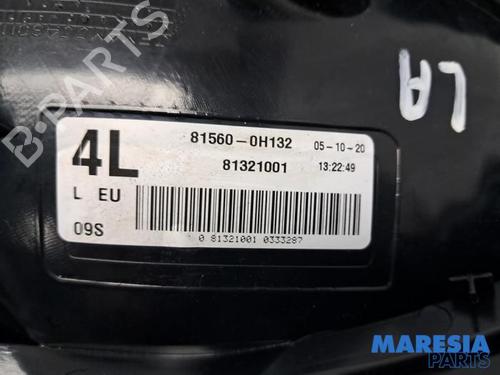 81560-0H132 05-10-20
4L 81321001 13:22:49
L EU
09S
0 81321001 0333287
LA
B-PARTS
MARESIA
PARTS